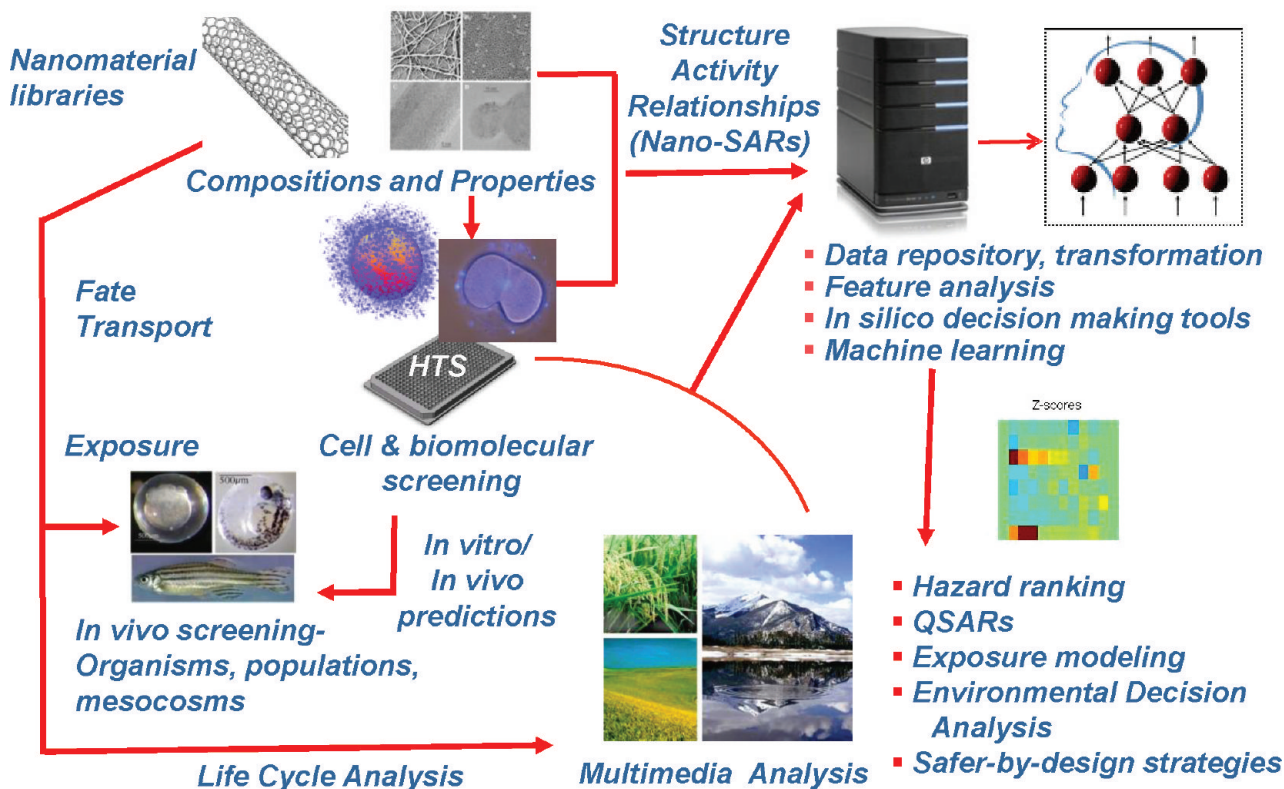 Nanomaterial
libraries
Compositions and Properties
Structure
Activity
Relationships
(Nano-SARs)
Fate
Transport
HTS
Cell & biomolecular
screening
Exposure
500µm
In vitro/
In vivo
predictions
In vivo screening-
Organisms, populations,
mesocosms
Life Cycle Analysis
Multimedia Analysis
▪ Data repository, transformation
▪ Feature analysis
▪ In silico decision making tools
▪ Machine learning
Z-scores
▪ Hazard ranking
▪ QSARs
▪ Exposure modeling
▪ Environmental Decision
Analysis
▪ Safer-by-design strategies